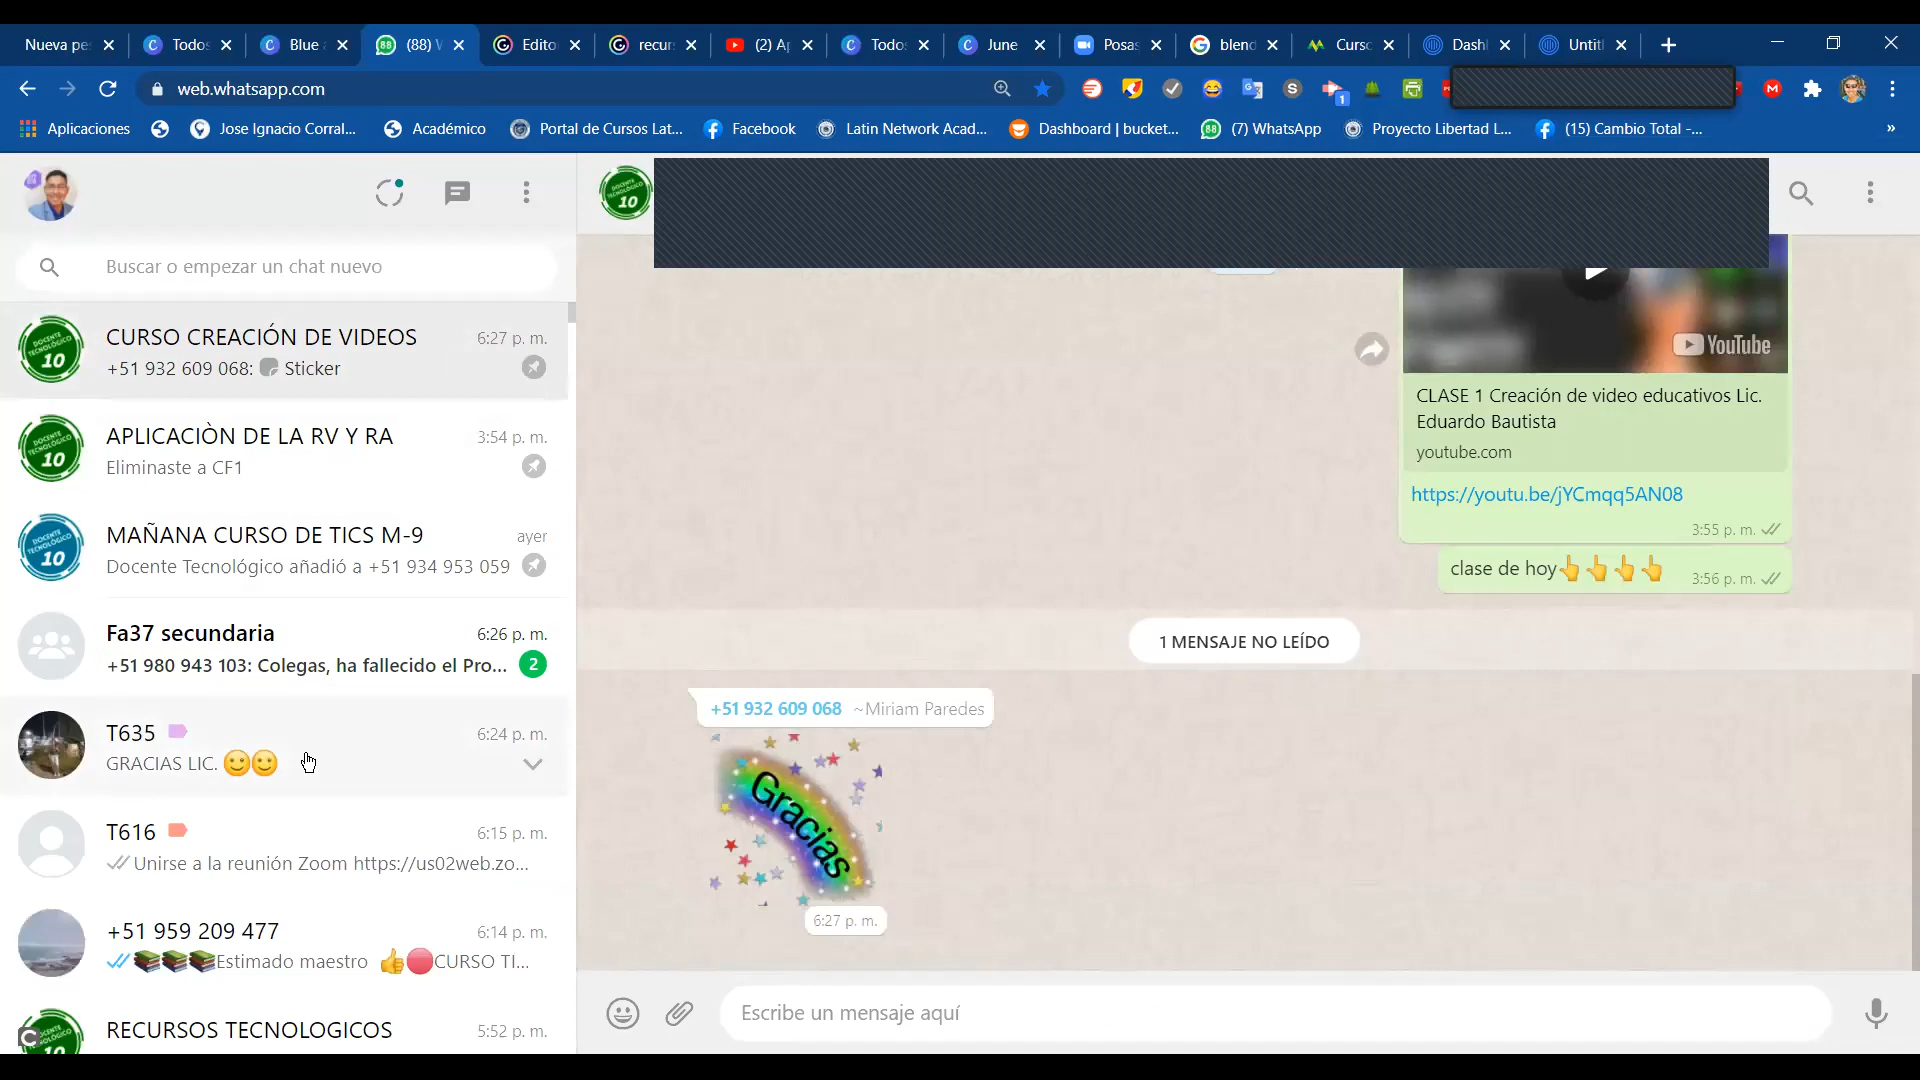 Nueva pe
Todos
Blue a
(88) W
Edito
recur
(2) Ap
Todo
June
Posas
blend
Curso
Dash
Untitl
web.whatsapp.com
Aplicaciones
Jose Ignacio Corral...
Académico
Portal de Cursos Lat...
Facebook
Latin Network Acad...
Dashboard | bucket...
(7) WhatsApp
Proyecto Libertad L...
(15) Cambio Total -...
»
Buscar o empezar un chat nuevo
CURSO CREACIÓN DE VIDEOS
6:27 p. m.
+51 932 609 068: Sticker
APLICACIÒN DE LA RV Y RA
3:54 p. m.
Eliminaste a CF1
MAÑANA CURSO DE TICS M-9
ayer
Docente Tecnológico añadió a +51 934 953 059
Fa37 secundaria
6:26 p. m.
+51 980 943 103: Colegas, ha fallecido el Pro...
2
T635
6:24 p. m.
GRACIAS LIC. 🙂🙂
T616
6:15 p. m.
Unirse a la reunión Zoom https://us02web.zo...
+51 959 209 477
6:14 p. m.
📚📚📚Estimado maestro 👍🔴CURSO TI...
RECURSOS TECNOLOGICOS
5:52 p. m.
DOCENTE TECNOLÓGICO 10
YouTube
CLASE 1 Creación de video educativos Lic.
Eduardo Bautista
youtube.com
https://youtu.be/jYCmqq5AN08
3:55 p. m.
clase de hoy👆👆👆👆
3:56 p. m.
1 MENSAJE NO LEÍDO
+51 932 609 068 ~Miriam Paredes
Gracias
6:27 p. m.
Escribe un mensaje aquí